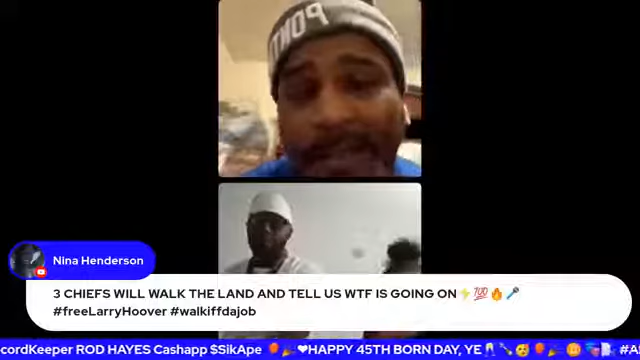 PONT
Nina Henderson
3 CHIEFS WILL WALK THE LAND AND TELL US WTF IS GOING ON⚡💯🔥🎤
#freeLarryHoover #walkiffdajob
cordKeeper ROD HAYES Cashapp $SikApe 🎈🎉❤HAPPY 45TH BORN DAY, YE
#A